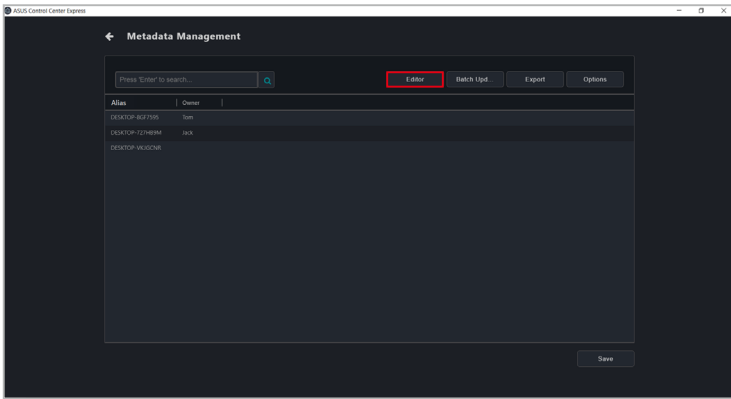 ASUS Control Center Express
Metadata Management
Press 'Enter' to search...
Editor
Batch Upd...
Export
Options
Alias
Owner
DESKTOP-8GF7595
Tom
DESKTOP-727H89M
Jack
DESKTOP-VKJGCNR
Save